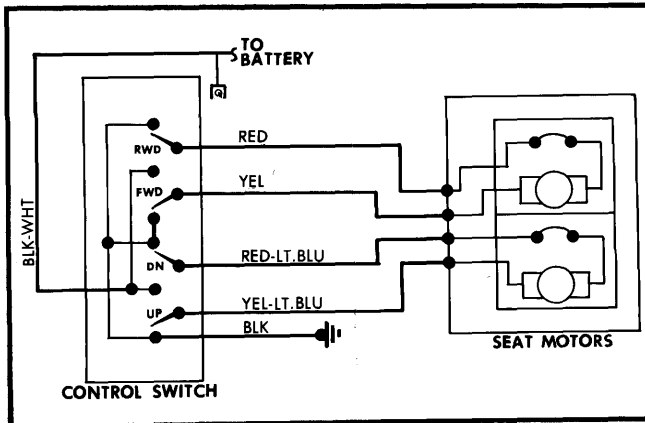 TO
BATTERY
G
RED
RWD
FWD
YEL
BLK-WHT
RED-LT.BLU
DN
YEL-LT.BLU
UP
BLK
SEAT MOTORS
CONTROL SWITCH